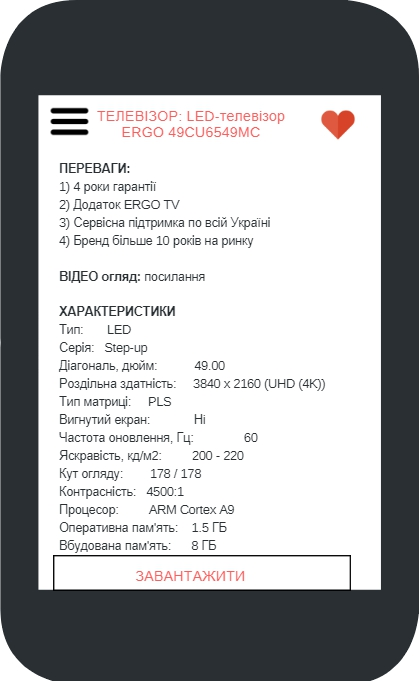 ТЕЛЕВІЗОР: LED-телевізор
ERGO 49CU6549MC
ПЕРЕВАГИ:
1) 4 роки гарантії
2) Додаток ERGO TV
3) Сервісна підтримка по всій Україні
4) Бренд більше 10 років на ринку
ВІДЕО огляд: посилання
ХАРАКТЕРИСТИКИ
Тип: LED
Серія: Step-up
Діагональ, дюйм: 49.00
Роздільна здатність: 3840 x 2160 (UHD (4K))
Тип матриці: PLS
Вигнутий екран: Ні
Частота оновлення, Гц: 60
Яскравість, кд/м2: 200 - 220
Кут огляду: 178 / 178
Контрасність: 4500:1
Процесор: ARM Cortex A9
Оперативна пам'ять: 1.5 ГБ
Вбудована пам'ять: 8 ГБ
ЗАВАНТАЖИТИ